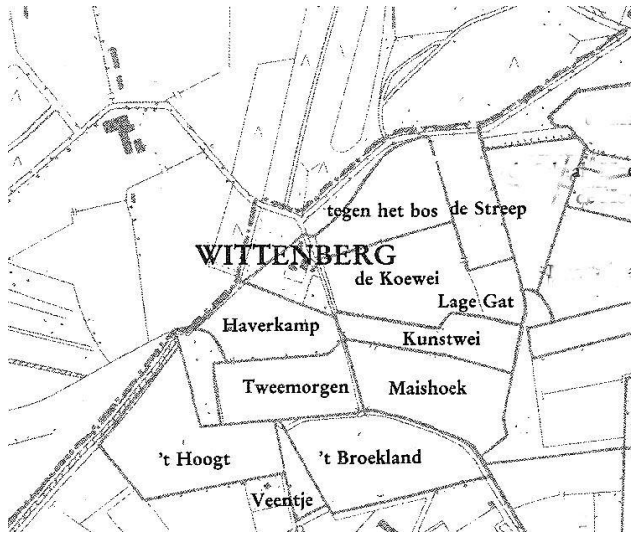 tegen het bos
de Streep
WITTENBERG
de Koewei
Lage Gat
Haverkamp
Kunstwei
Tweemorgen
Maishoek
't Hoogt
't Broekland
Veentje